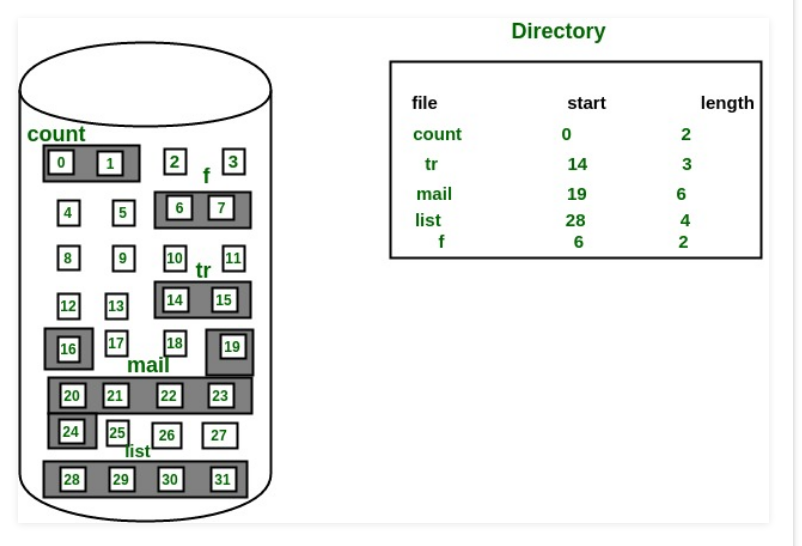 Directory
file start length
count 0 2
tr 14 3
mail 19 6
list 28 4
f 6 2
count
0 1 2 3
f
4 5 6 7
8 9 10 11
tr
12 13 14 15
16 17 18 19
mail
20 21 22 23
24 25 26 27
list
28 29 30 31